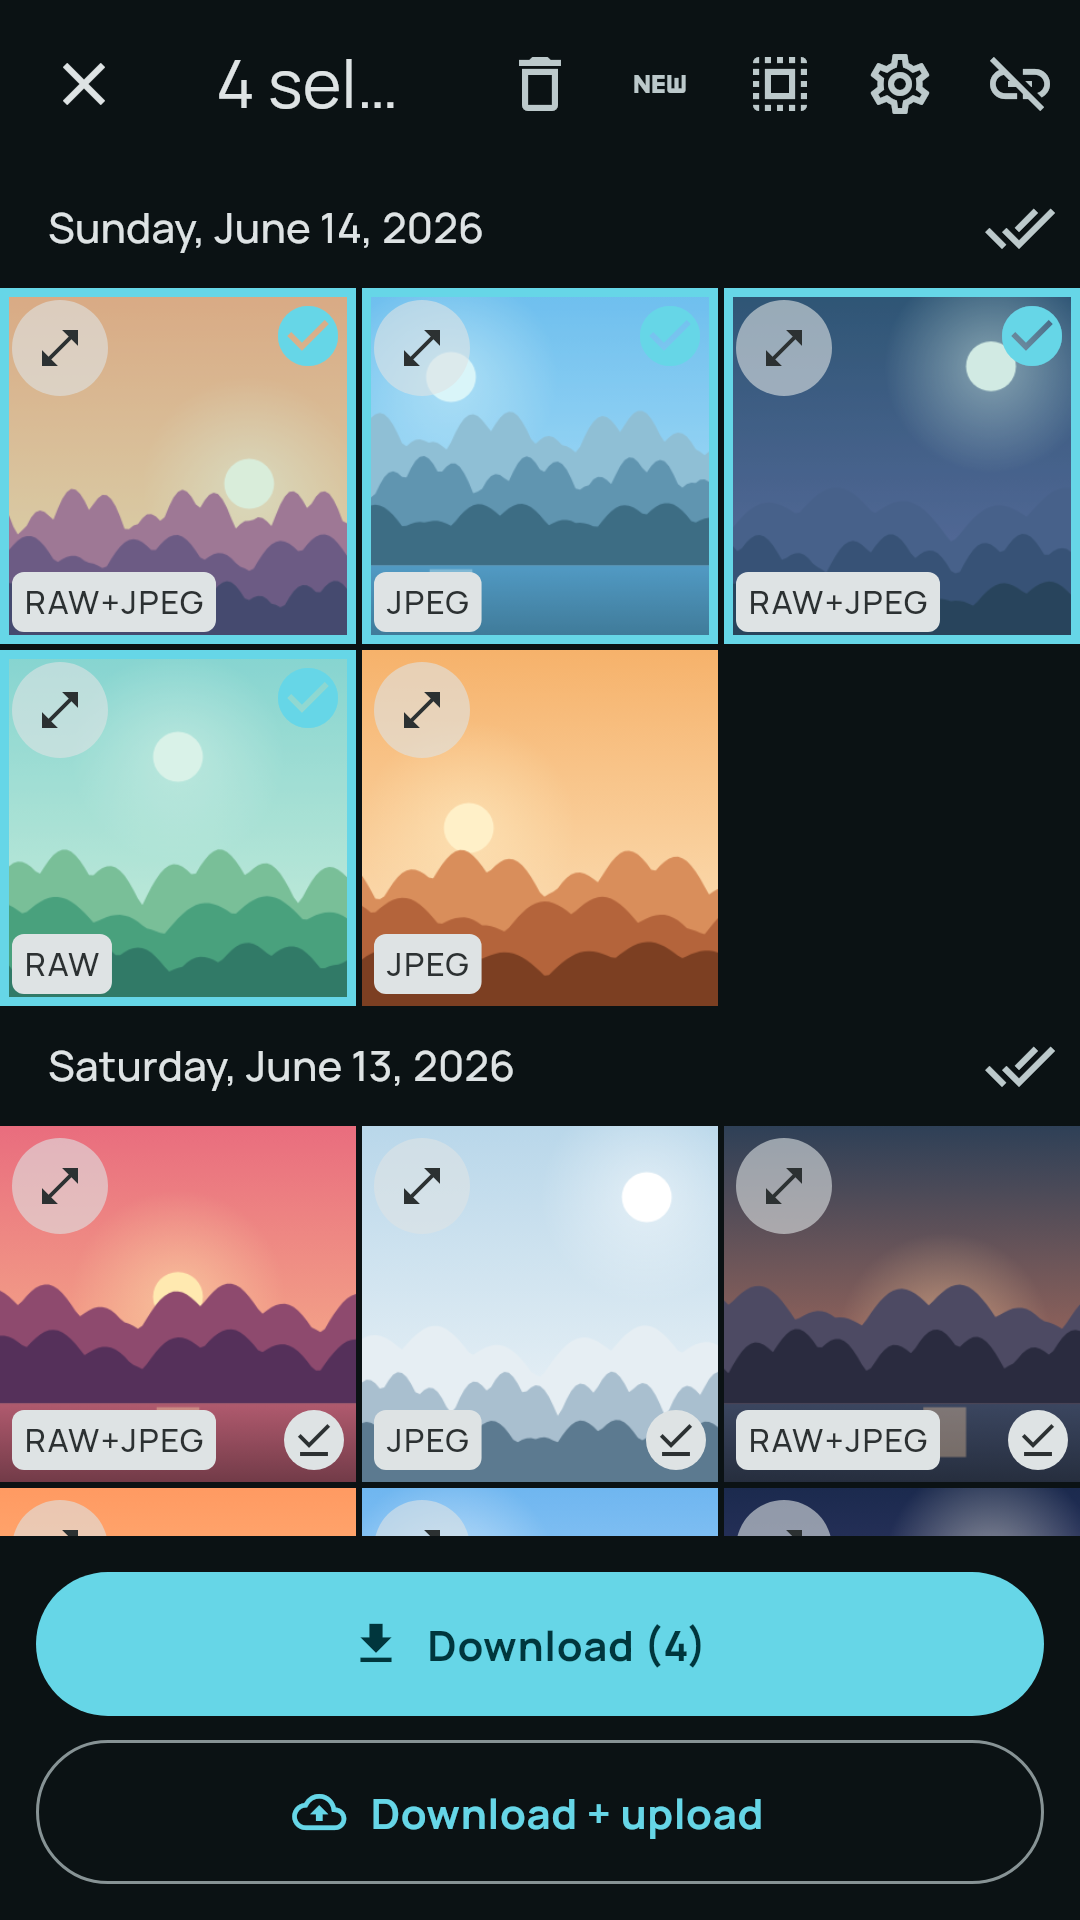 4 sel...
NEW
Sunday, June 14, 2026
RAW+JPEG
JPEG
RAW+JPEG
RAW
JPEG
Saturday, June 13, 2026
RAW+JPEG
JPEG
RAW+JPEG
Download (4)
Download + upload